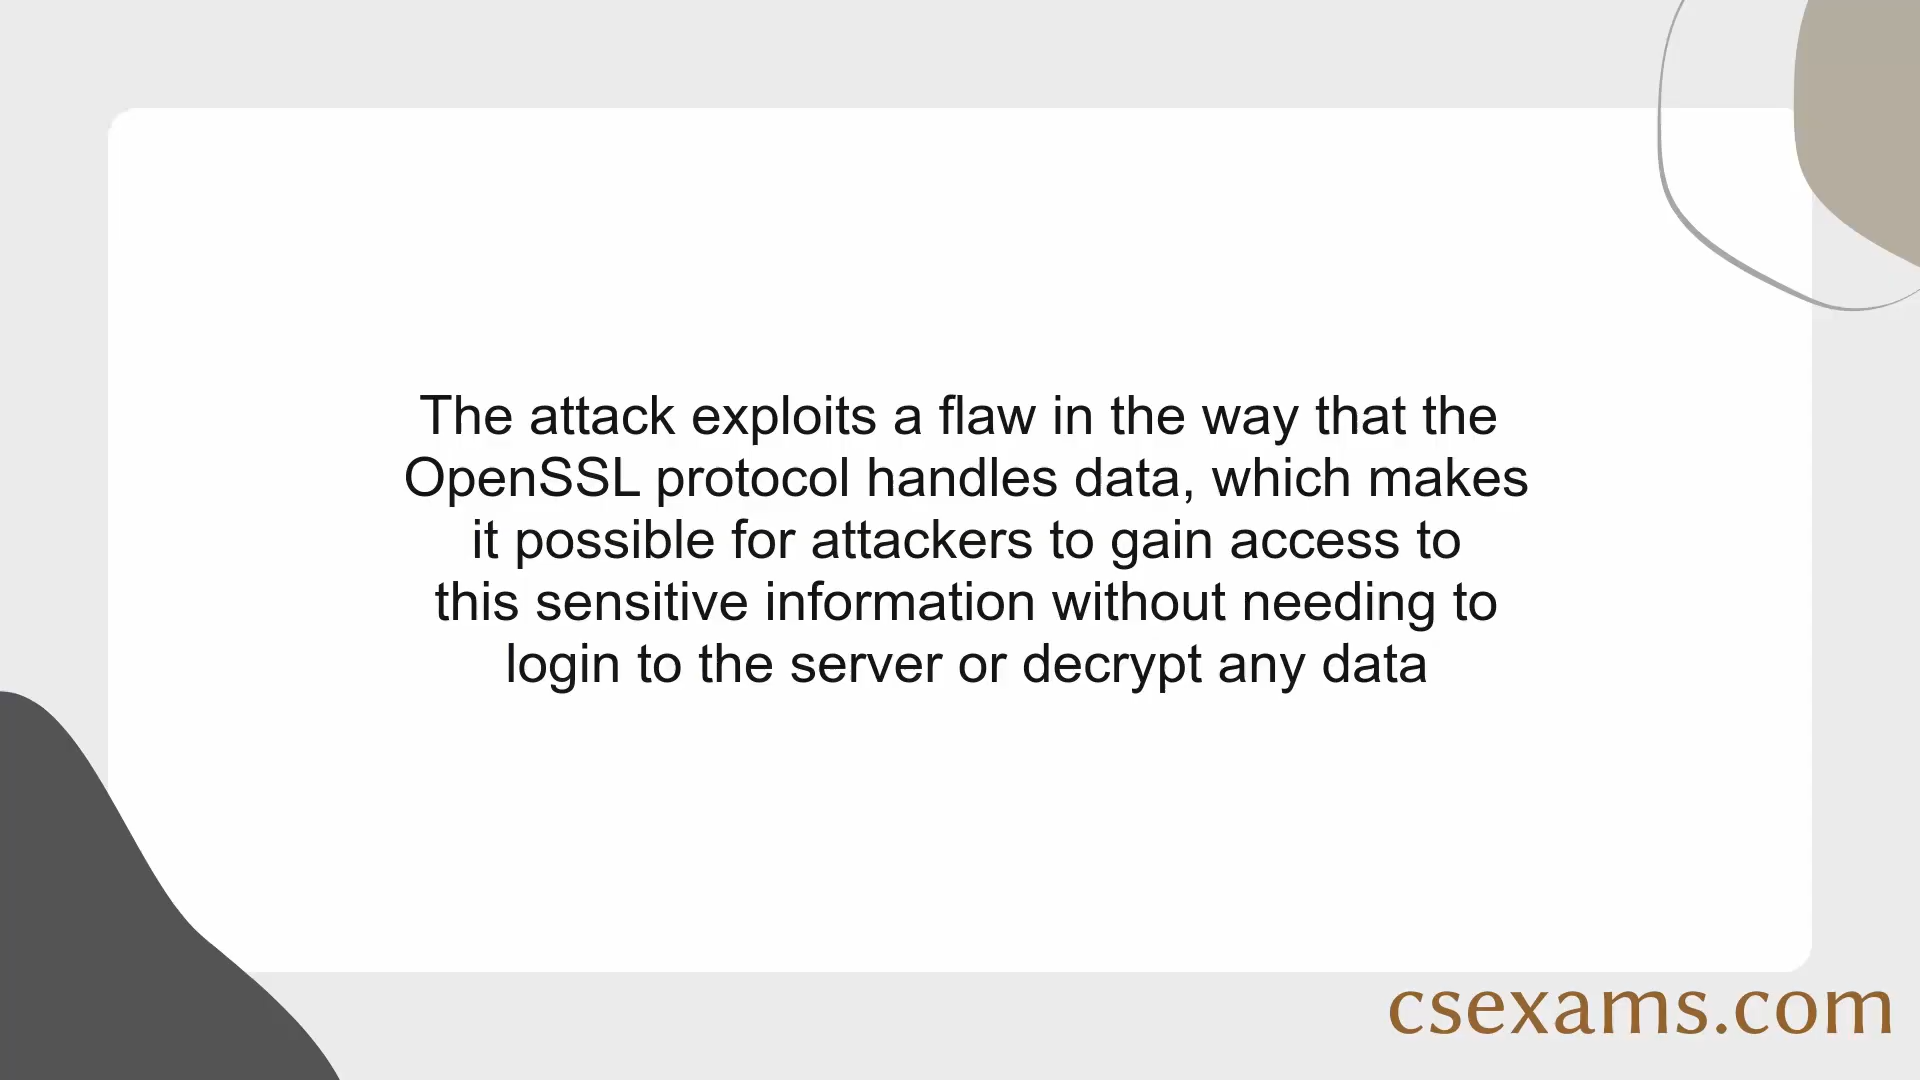 The attack exploits a flaw in the way that the
OpenSSL protocol handles data, which makes
it possible for attackers to gain access to
this sensitive information without needing to
login to the server or decrypt any data
csexams.com